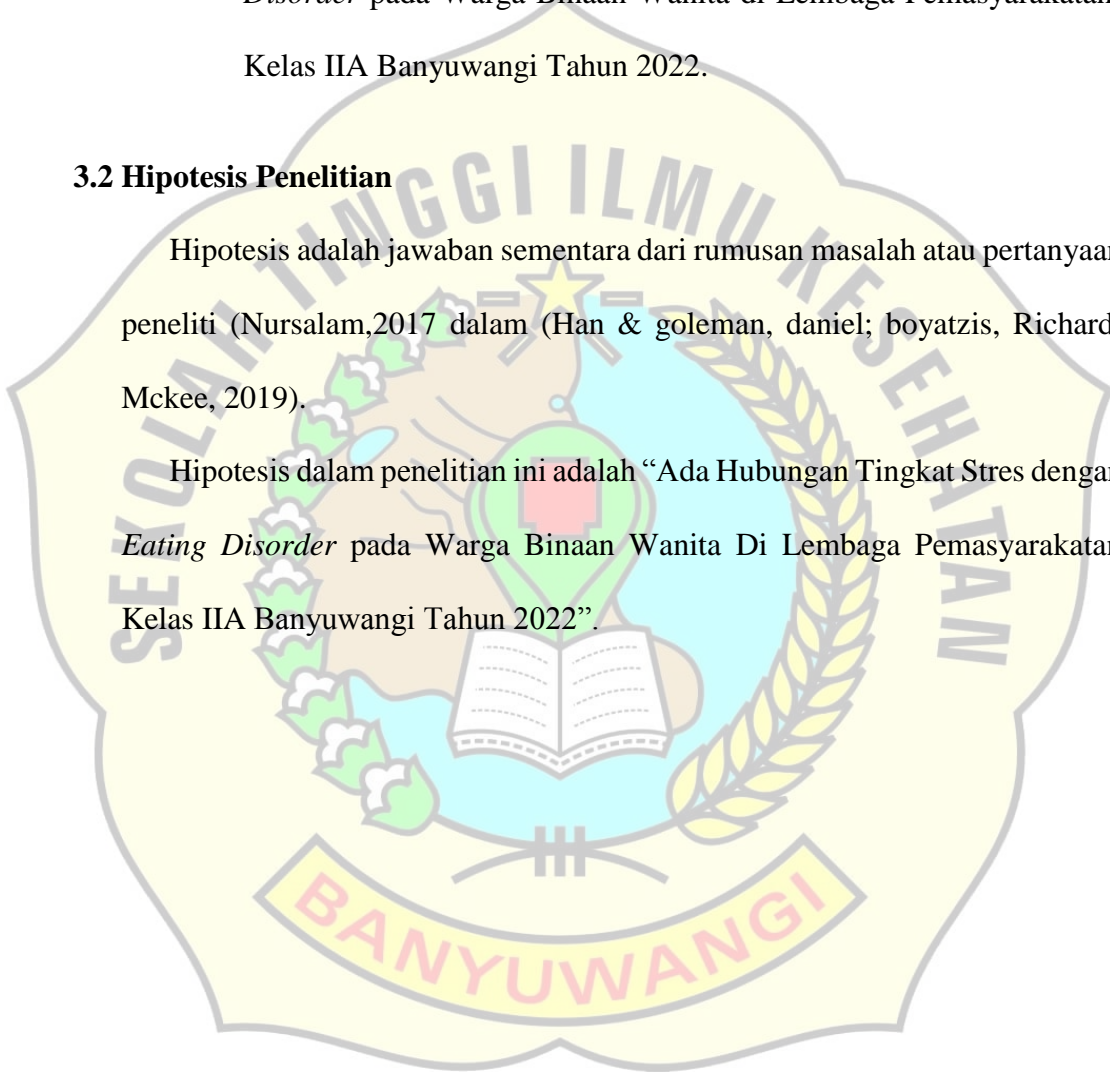 Disorder pada Warga Binaan Wanita di Lembaga Pemasyarakatan
Kelas IIA Banyuwangi Tahun 2022.
3.2 Hipotesis Penelitian
Hipotesis adalah jawaban sementara dari rumusan masalah atau pertanyaan
peneliti (Nursalam,2017 dalam (Han & goleman, daniel; boyatzis, Richard
Mckee, 2019).
Hipotesis dalam penelitian ini adalah “Ada Hubungan Tingkat Stres dengan
Eating Disorder pada Warga Binaan Wanita Di Lembaga Pemasyarakatan
Kelas IIA Banyuwangi Tahun 2022”.
SEKOLAH TINGGI ILMU KESEHATAN
BANYUWANGI